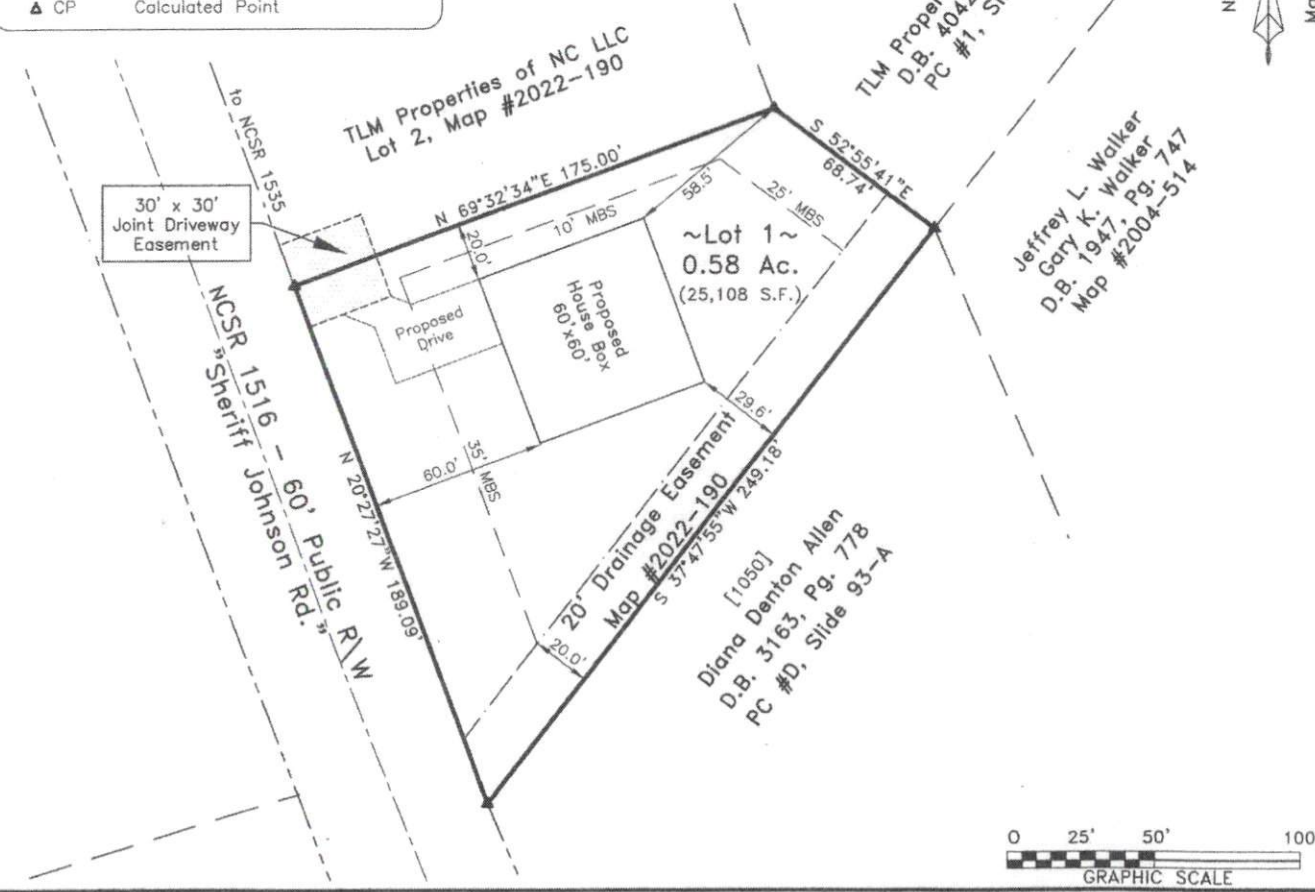 ▲ CP Calculated Point
N
to NCSR 1535
TLM Properties of NC LLC
Lot 2, Map #2022-190
TLM Proper
D.B. 4042
PC #1, S
Jeffrey L. Walker
Gary K. Walker
D.B. 1947, Pg. 747
Map #2004-514
30' x 30'
Joint Driveway
Easement
N 69°32'34"E 175.00'
S 52°55'41"E
68.74'
10' MBS
20.0'
58.5'
25' MBS
~Lot 1~
0.58 Ac.
(25,108 S.F.)
Proposed
House Box
60'x60'
Proposed
Drive
NCSR 1516 - 60' Public R\W
"Sheriff Johnson Rd."
N 20°27'27"W 189.09'
60.0'
35' MBS
29.6'
20' Drainage Easement
Map #2022-190
S 37°47'55"W 249.18'
20.0'
[1050]
Diana Denton Allen
D.B. 3163, Pg. 778
PC #D, Slide 93-A
0 25' 50' 100
GRAPHIC SCALE